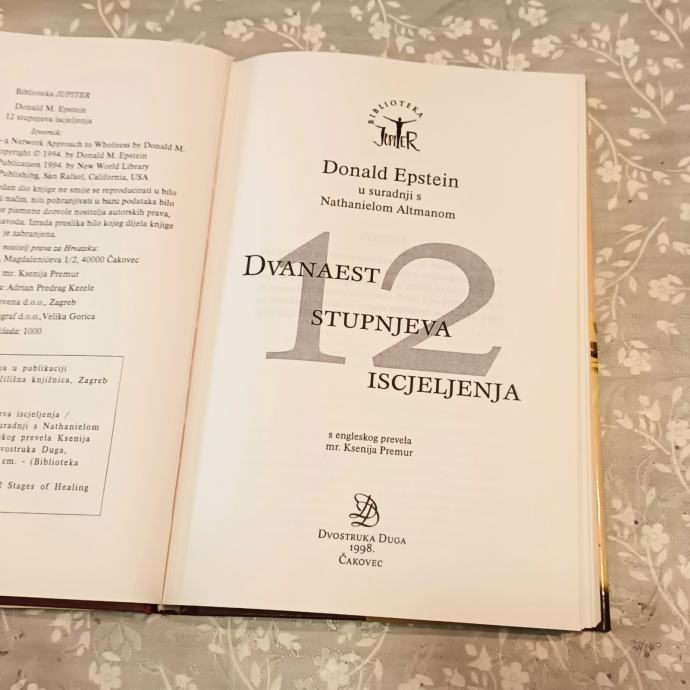 Biblioteka JUPITER
Donald M. Epstein
12 stupnjeva iscjeljenja
Izvornik:
a Network Approach to Wholness by Donald M.
opyright © 1994. by Donald M. Epstein
Publication 1994. by New World Library
Publishing, San Rafael, California, USA
edan dio knjige ne smije se reproducirati u bilo
i način, niti pohranjivati u bazu podataka bilo
e pismene dozvole nositelja autorskih prava,
avoda. Izrada preslika bilo kojeg dijela knjige
je zabranjena.
nositelj prava za Hrvatsku:
, Magdalenićeva 1/2, 40000 Čakovec
mr. Ksenija Premur
: Adrian Predrag Kezele
ovena d.o.o., Zagreb
graf d.o.o., Velika Gorica
klada: 1000
ja u publikaciji
čilišna knjižnica, Zagreb
eva iscjeljenja /
uradnji s Nathanielom
skog prevela Ksenija
vostruka Duga,
cm. - (Biblioteka
2 Stages of Healing
BIBLIOTEKA
JUPITER
Donald Epstein
u suradnji s
Nathanielom Altmanom
12
DVANAEST
STUPNJEVA
ISCJELJENJA
s engleskog prevela
mr. Ksenija Premur
DVOSTRUKA DUGA
1998.
ČAKOVEC